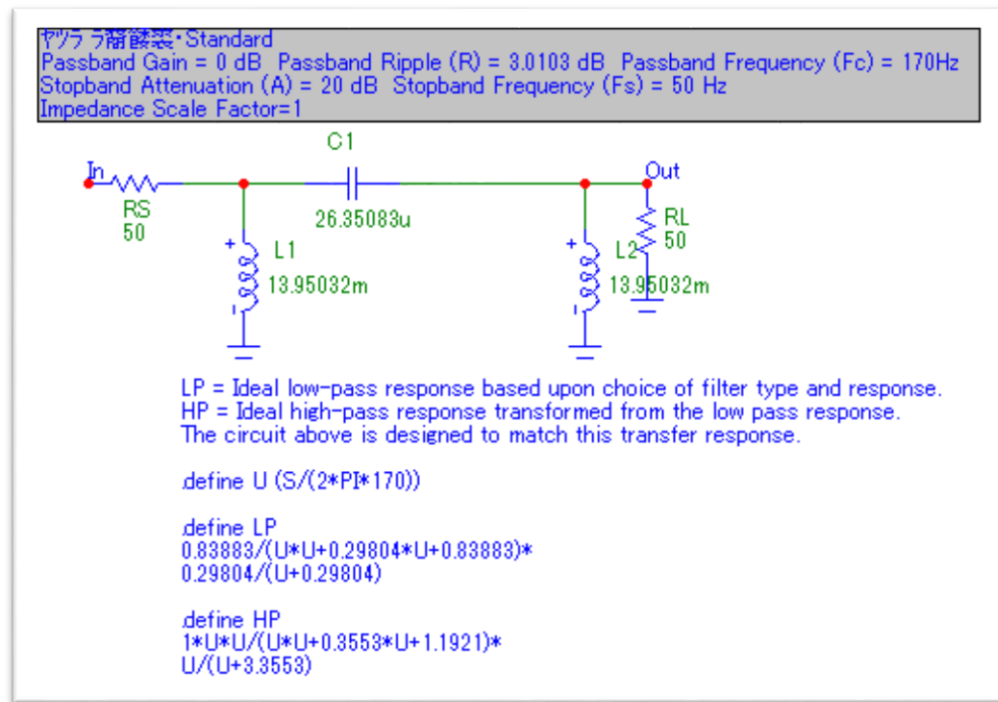 Standard
Passband Gain = 0 dB Passband Ripple (R) = 3.0103 dB Passband Frequency (Fc) = 170Hz
Stopband Attenuation (A) = 20 dB Stopband Frequency (Fs) = 50 Hz
Impedance Scale Factor=1
C1
In
Out
RS
50
26.35083u
RL
50
L1
13.95032m
L2
13.95032m
LP = Ideal low-pass response based upon choice of filter type and response.
HP = Ideal high-pass response transformed from the low pass response.
The circuit above is designed to match this transfer response.
.define U (S/(2*PI*170))
.define LP
0.83883/(U*U+0.29804*U+0.83883)*
0.29804/(U+0.29804)
.define HP
1*U*U/(U*U+0.3553*U+1.1921)*
U/(U+3.3553)